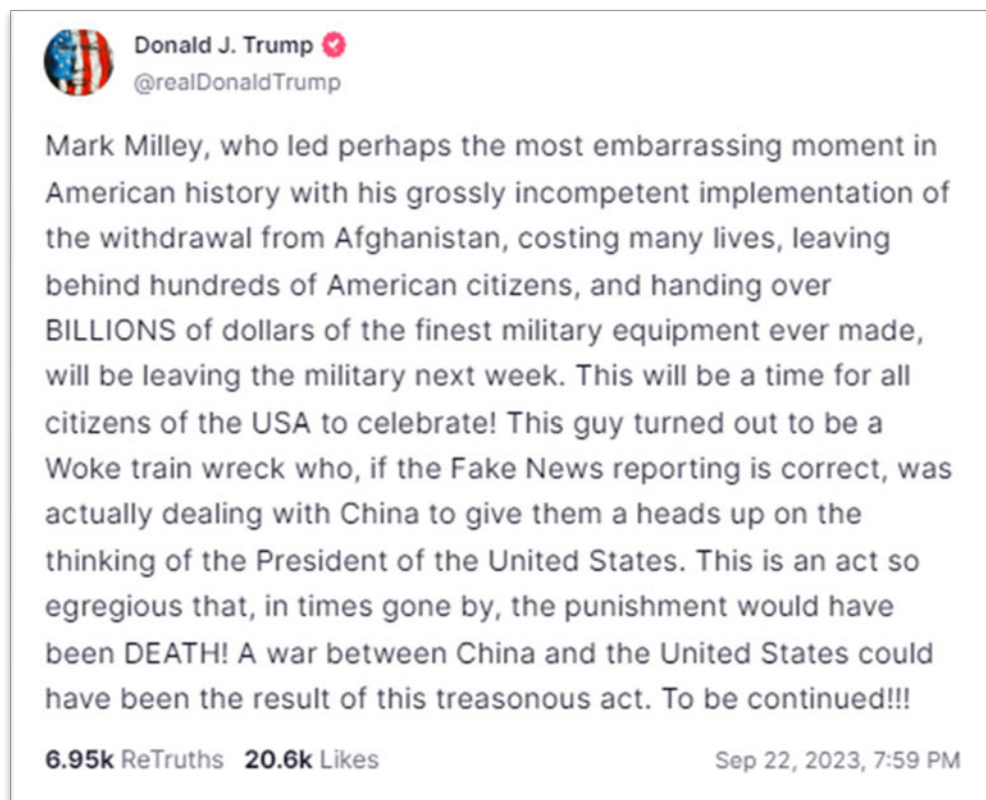 Donald J. Trump
@realDonaldTrump
Mark Milley, who led perhaps the most embarrassing moment in
American history with his grossly incompetent implementation of
the withdrawal from Afghanistan, costing many lives, leaving
behind hundreds of American citizens, and handing over
BILLIONS of dollars of the finest military equipment ever made,
will be leaving the military next week. This will be a time for all
citizens of the USA to celebrate! This guy turned out to be a
Woke train wreck who, if the Fake News reporting is correct, was
actually dealing with China to give them a heads up on the
thinking of the President of the United States. This is an act so
egregious that, in times gone by, the punishment would have
been DEATH! A war between China and the United States could
have been the result of this treasonous act. To be continued!!!
6.95k ReTruths 20.6k Likes Sep 22, 2023, 7:59 PM